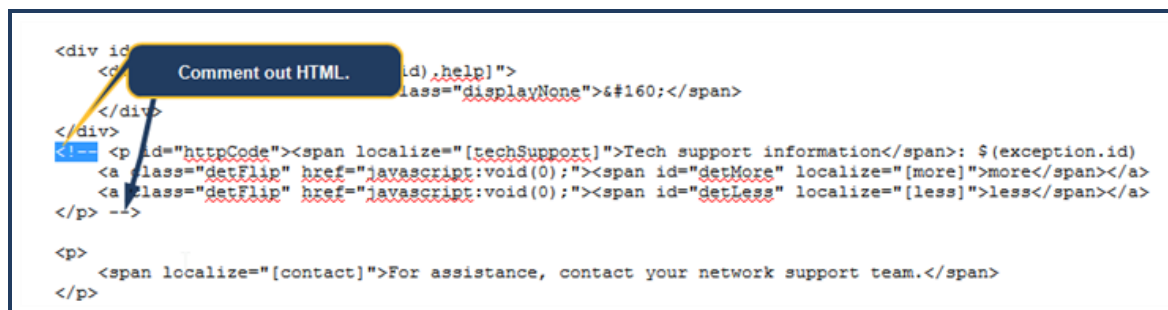 <div id
Comment out HTML.
<d id).help]">
lass="displayNone">&#160;</span>
</div>
</div>
<!-- <p id="httpCode"><span localize="[techSupport]">Tech support information</span>: $(exception.id)
<a class="detFlip" href="javascript:void(0);"><span id="detMore" localize="[more]">more</span></a>
<a class="detFlip" href="javascript:void(0);"><span id="detLess" localize="[less]">less</span></a>
</p> -->
<p>
<span localize="[contact]">For assistance, contact your network support team.</span>
</p>